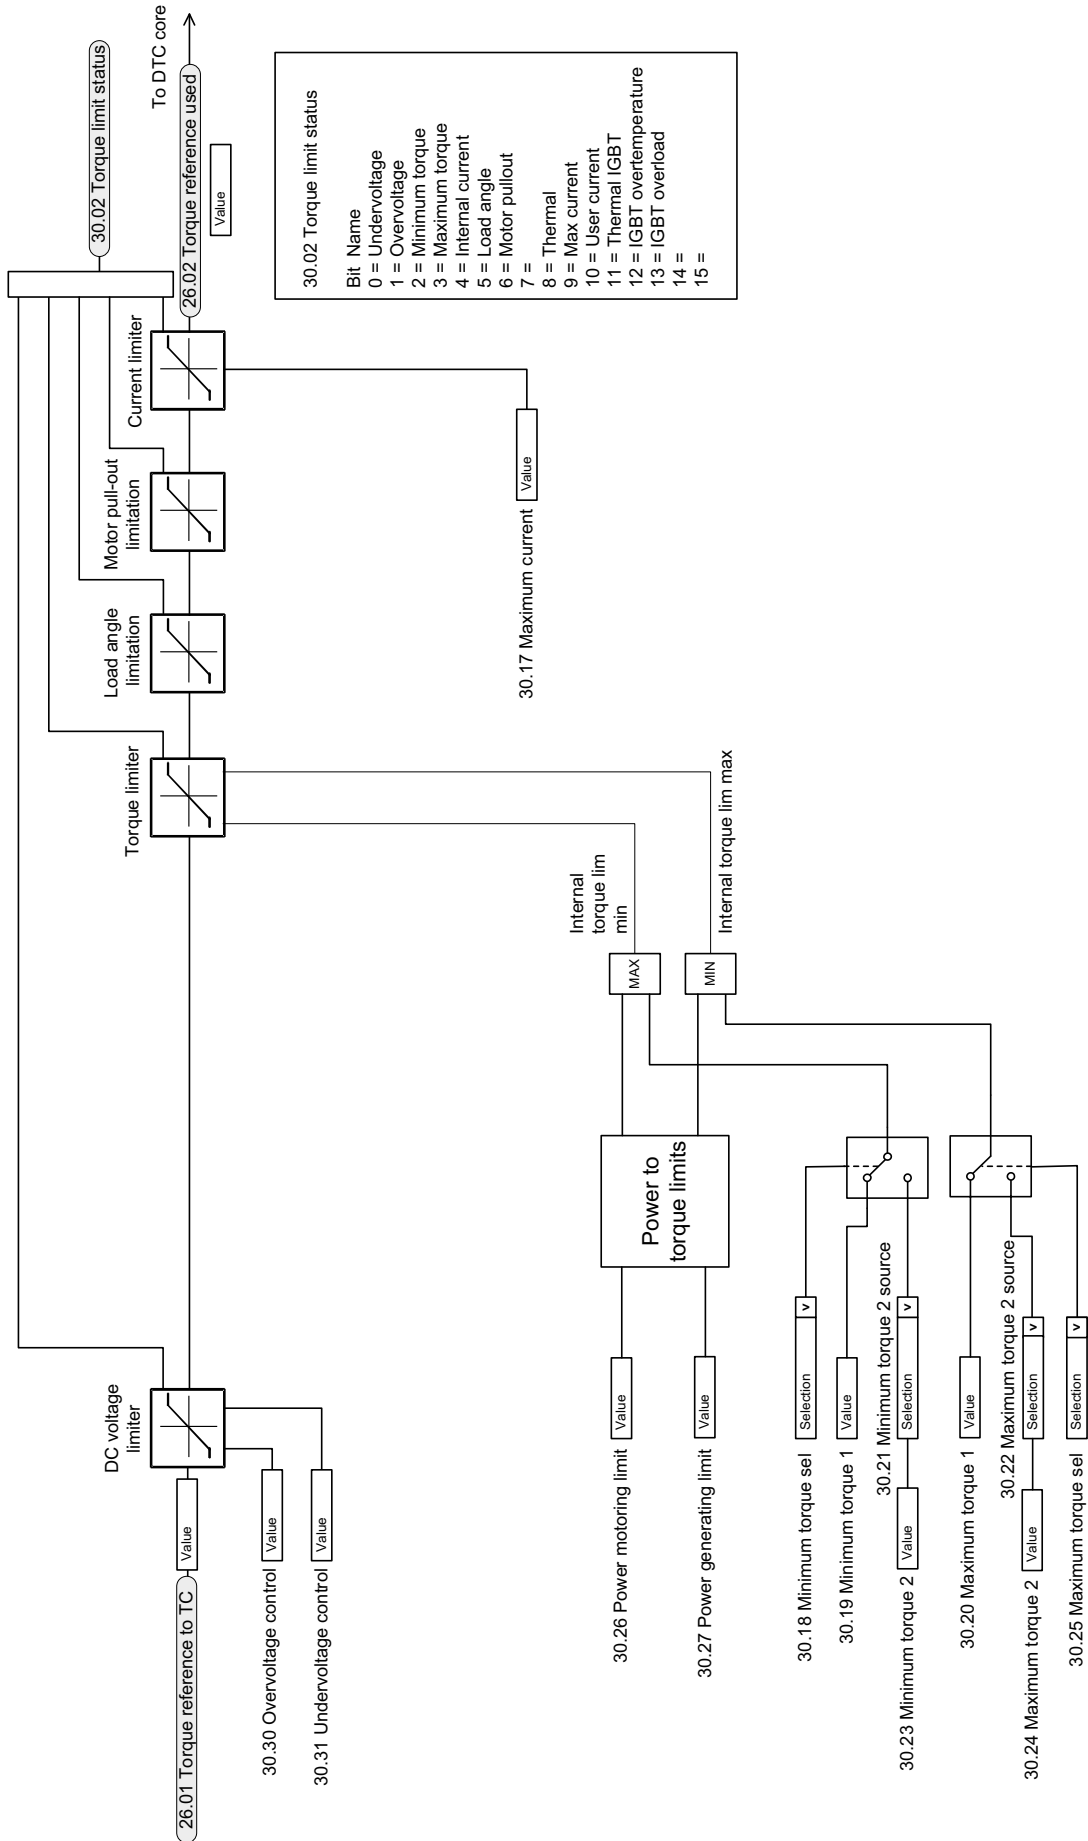 30.02 Torque limit status
To DTC core
26.01 Torque reference to TC
Value
DC voltage
limiter
Torque limiter
Load angle
limitation
Motor pull-out
limitation
Current limiter
26.02 Torque reference used
Value
30.30 Overvoltage control
Value
30.31 Undervoltage control
Value
30.02 Torque limit status
Bit Name
0 = Undervoltage
1 = Overvoltage
2 = Minimum torque
3 = Maximum torque
4 = Internal current
5 = Load angle
6 = Motor pullout
7 =
8 = Thermal
9 = Max current
10 = User current
11 = Thermal IGBT
12 = IGBT overtemperature
13 = IGBT overload
14 =
15 =
30.17 Maximum current
Value
Internal
torque lim
min
30.26 Power motoring limit
Value
Power to
torque limits
MAX
30.27 Power generating limit
Value
MIN
Internal torque lim max
30.18 Minimum torque sel
Selection
v
30.19 Minimum torque 1
Value
30.21 Minimum torque 2 source
30.23 Minimum torque 2
Value
Selection
v
30.20 Maximum torque 1
Value
30.22 Maximum torque 2 source
30.24 Maximum torque 2
Value
Selection
v
30.25 Maximum torque sel
Selection
v